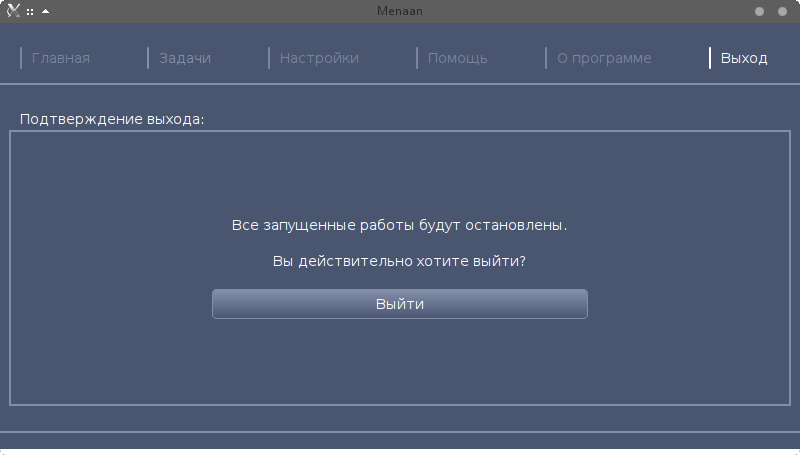 Menaan
Главная Задачи Настройки Помощь О программе Выход
Подтверждение выхода:
Все запущенные работы будут остановлены.
Вы действительно хотите выйти?
Выйти